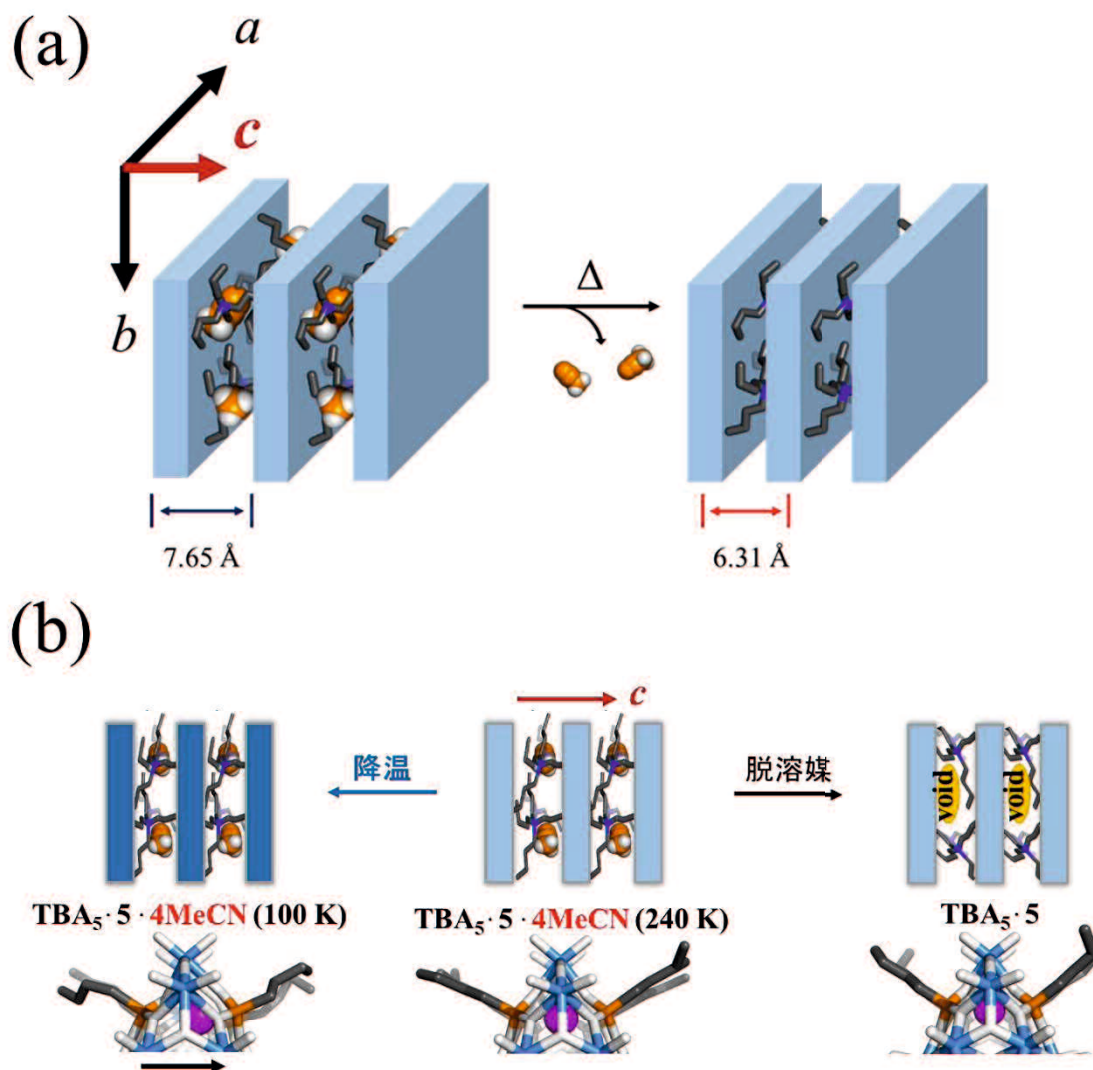 (a)
a
c
b
Δ
7.65 Å
6.31 Å
(b)
c
降温
脱溶媒
void
void
TBA₅·5·4MeCN (100 K)
TBA₅·5·4MeCN (240 K)
TBA₅·5